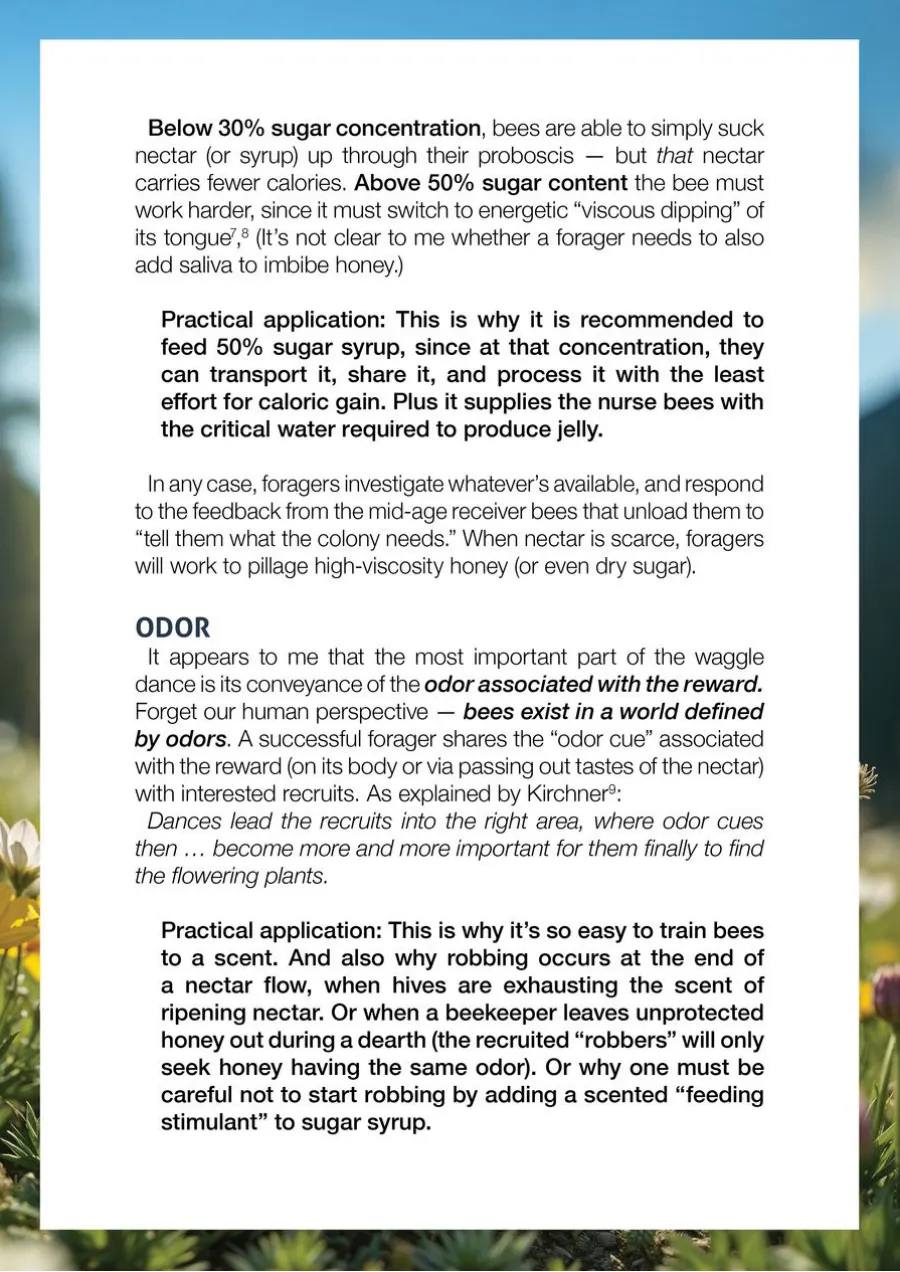 Below 30% sugar concentration, bees are able to simply suck
nectar (or syrup) up through their proboscis — but that nectar
carries fewer calories. Above 50% sugar content the bee must
work harder, since it must switch to energetic “viscous dipping” of
its tongue⁷,⁸ (It’s not clear to me whether a forager needs to also
add saliva to imbibe honey.)
Practical application: This is why it is recommended to
feed 50% sugar syrup, since at that concentration, they
can transport it, share it, and process it with the least
effort for caloric gain. Plus it supplies the nurse bees with
the critical water required to produce jelly.
In any case, foragers investigate whatever’s available, and respond
to the feedback from the mid-age receiver bees that unload them to
“tell them what the colony needs.” When nectar is scarce, foragers
will work to pillage high-viscosity honey (or even dry sugar).
ODOR
It appears to me that the most important part of the waggle
dance is its conveyance of the odor associated with the reward.
Forget our human perspective — bees exist in a world defined
by odors. A successful forager shares the “odor cue” associated
with the reward (on its body or via passing out tastes of the nectar)
with interested recruits. As explained by Kirchner⁹:
Dances lead the recruits into the right area, where odor cues
then … become more and more important for them finally to find
the flowering plants.
Practical application: This is why it’s so easy to train bees
to a scent. And also why robbing occurs at the end of
a nectar flow, when hives are exhausting the scent of
ripening nectar. Or when a beekeeper leaves unprotected
honey out during a dearth (the recruited “robbers” will only
seek honey having the same odor). Or why one must be
careful not to start robbing by adding a scented “feeding
stimulant” to sugar syrup.